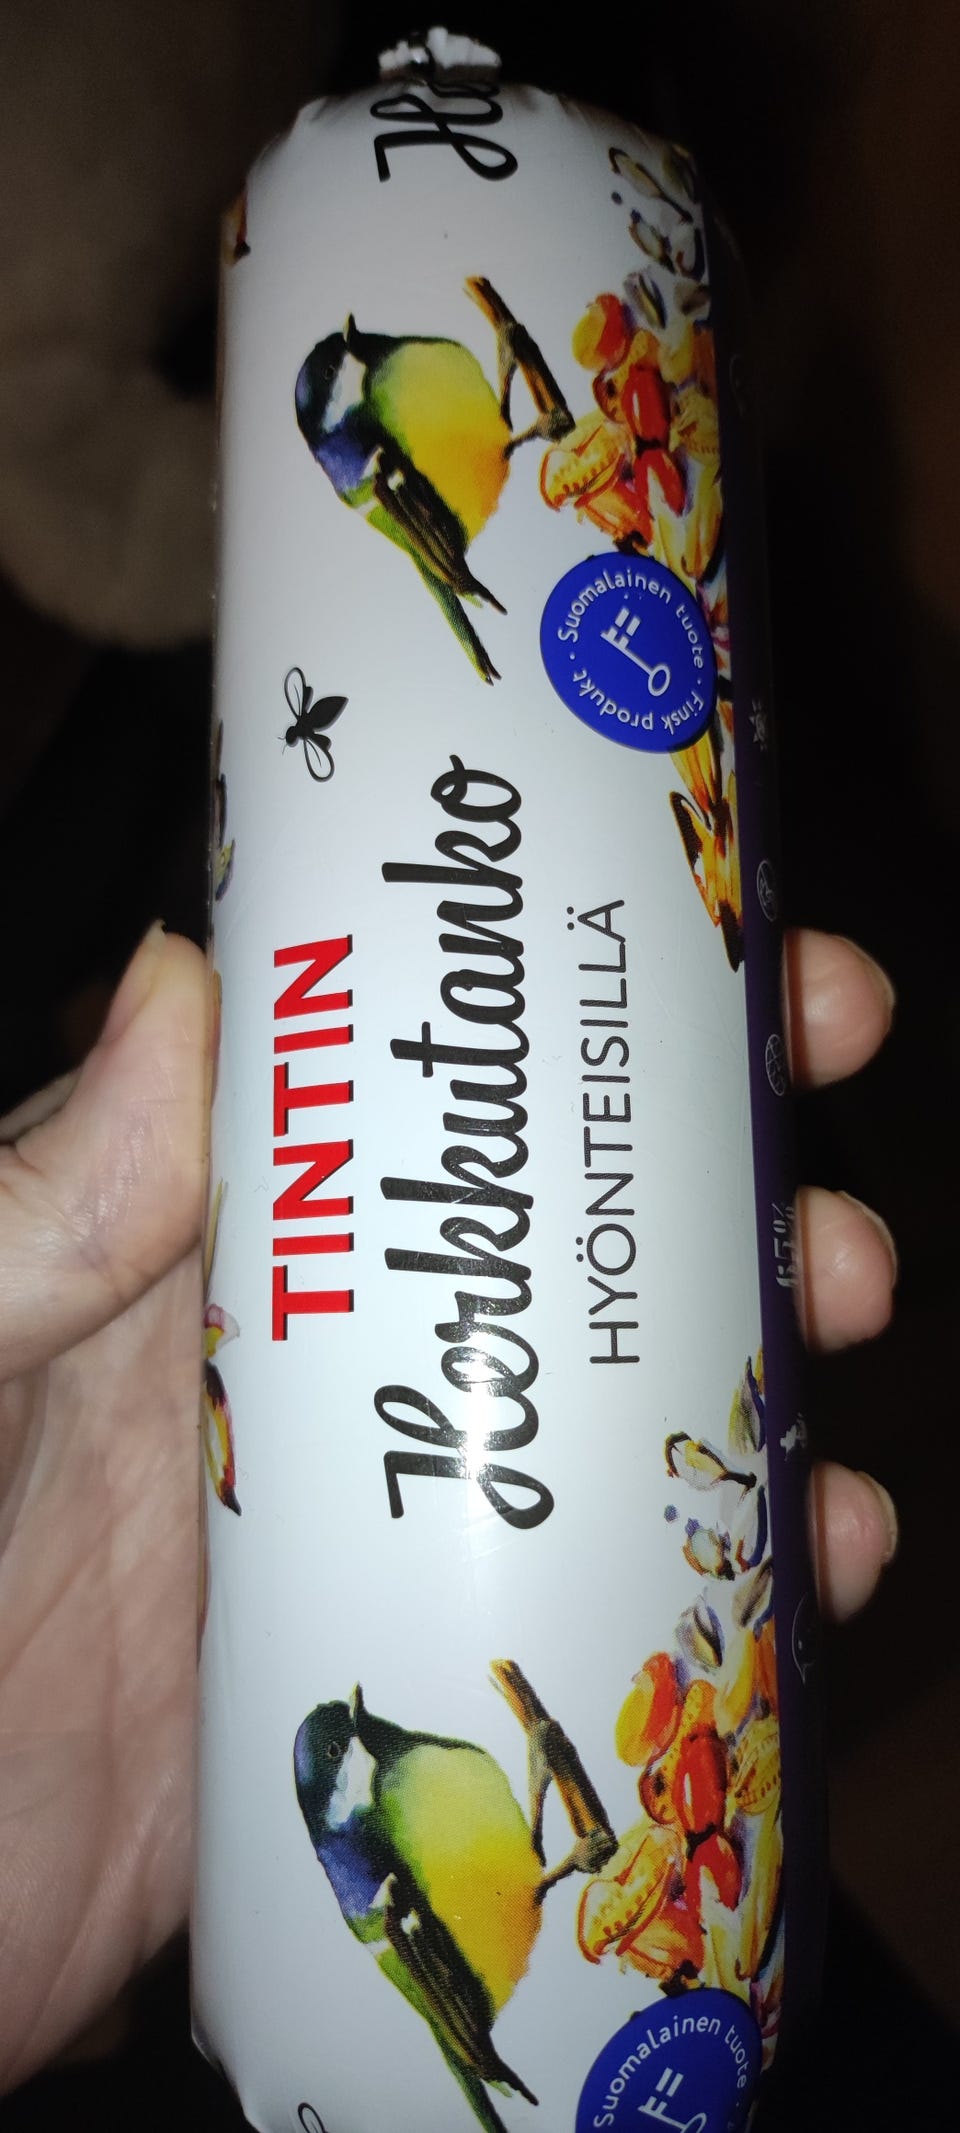 TINTIN
Herkkutanko
HYÖNTEISILLÄ
Suomalainen tuote · Finsk produkt ·
Suomalainen tuote ·